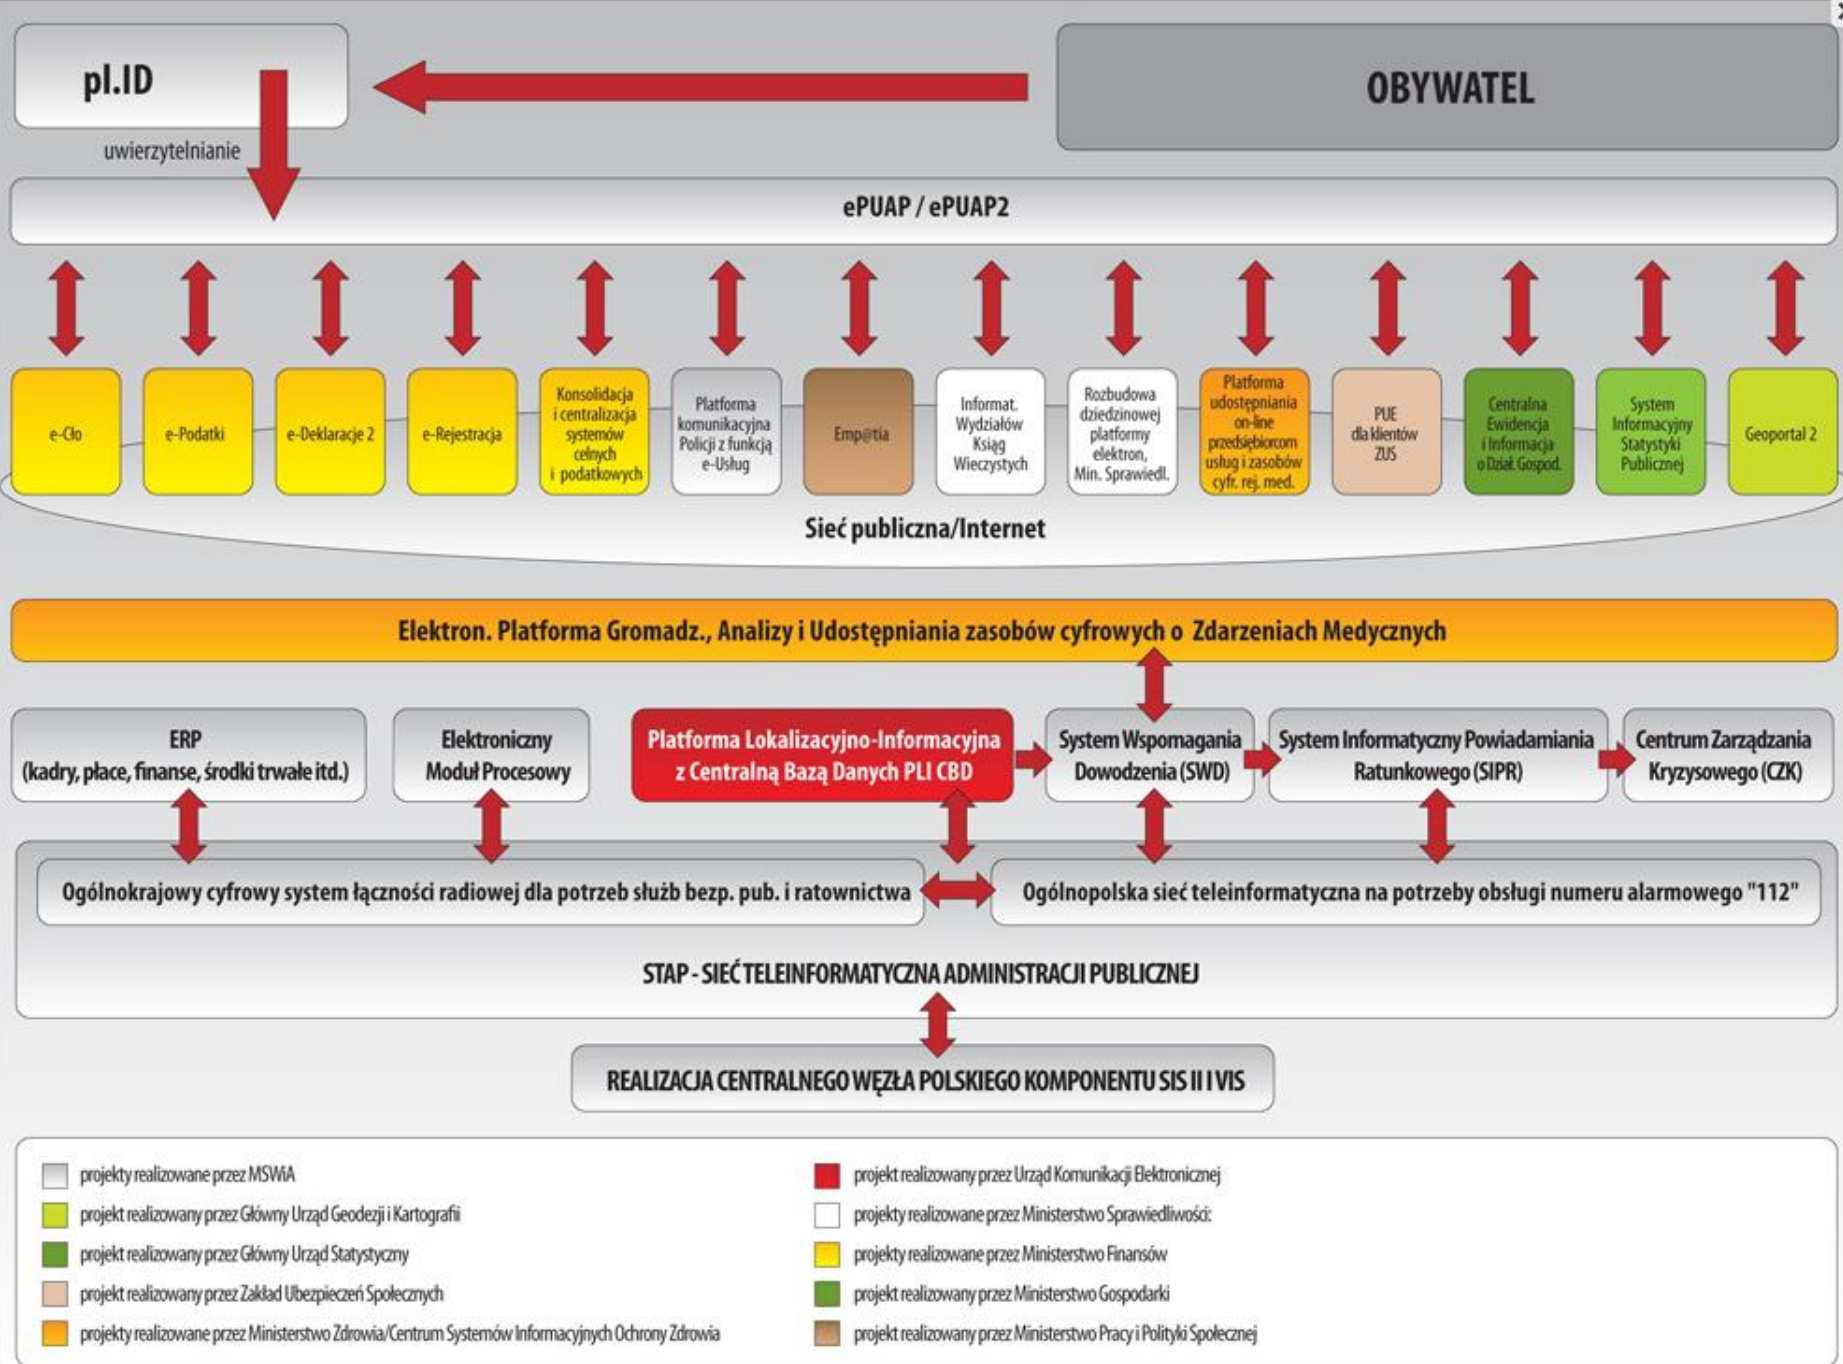 pl.ID
OBYWATEL
uwierzytelnianie
ePUAP / ePUAP2
e-Cło
e-Podatki
e-Deklaracje 2
e-Rejestracja
Konsolidacja
i centralizacja
systemów
celnych
i podatkowych
Platforma
komunikacyjna
Policji z funkcją
e-Usług
Emp@tia
Informat.
Wydziałów
Ksiąg
Wieczystych
Rozbudowa
dziedzinowej
platformy
elektron,
Min. Sprawiedl.
Platforma
udostępniania
on-line
przedsiębiorcom
usług i zasobów
cyfr. rej. med.
PUE
dla klientów
ZUS
Centralna
Ewidencja
i Informacja
o Dział. Gospod.
System
Informacyjny
Statystyki
Publicznej
Geoportal 2
Sieć publiczna/Internet
Elektron. Platforma Gromadz., Analizy i Udostępniania zasobów cyfrowych o Zdarzeniach Medycznych
ERP
(kadry, płace, finanse, środki trwałe itd.)
Elektroniczny
Moduł Procesowy
Platforma Lokalizacyjno-Informacyjna
z Centralną Bazą Danych PLI CBD
System Wspomagania
Dowodzenia (SWD)
System Informatyczny Powiadamiania
Ratunkowego (SIPR)
Centrum Zarządzania
Kryzysowego (CZK)
Ogólnokrajowy cyfrowy system łączności radiowej dla potrzeb służb bezp. pub. i ratownictwa
Ogólnopolska sieć teleinformatyczna na potrzeby obsługi numeru alarmowego "112"
STAP - SIEĆ TELEINFORMATYCZNA ADMINISTRACJI PUBLICZNEJ
REALIZACJA CENTRALNEGO WĘZŁA POLSKIEGO KOMPONENTU SIS II I VIS
projekty realizowane przez MSWiA
projekt realizowany przez Główny Urząd Geodezji i Kartografii
projekt realizowany przez Główny Urząd Statystyczny
projekt realizowany przez Zakład Ubezpieczeń Społecznych
projekty realizowane przez Ministerstwo Zdrowia/Centrum Systemów Informacyjnych Ochrony Zdrowia
projekt realizowany przez Urząd Komunikacji Elektronicznej
projekty realizowane przez Ministerstwo Sprawiedliwości:
projekty realizowane przez Ministerstwo Finansów
projekt realizowany przez Ministerstwo Gospodarki
projekt realizowany przez Ministerstwo Pracy i Polityki Społecznej